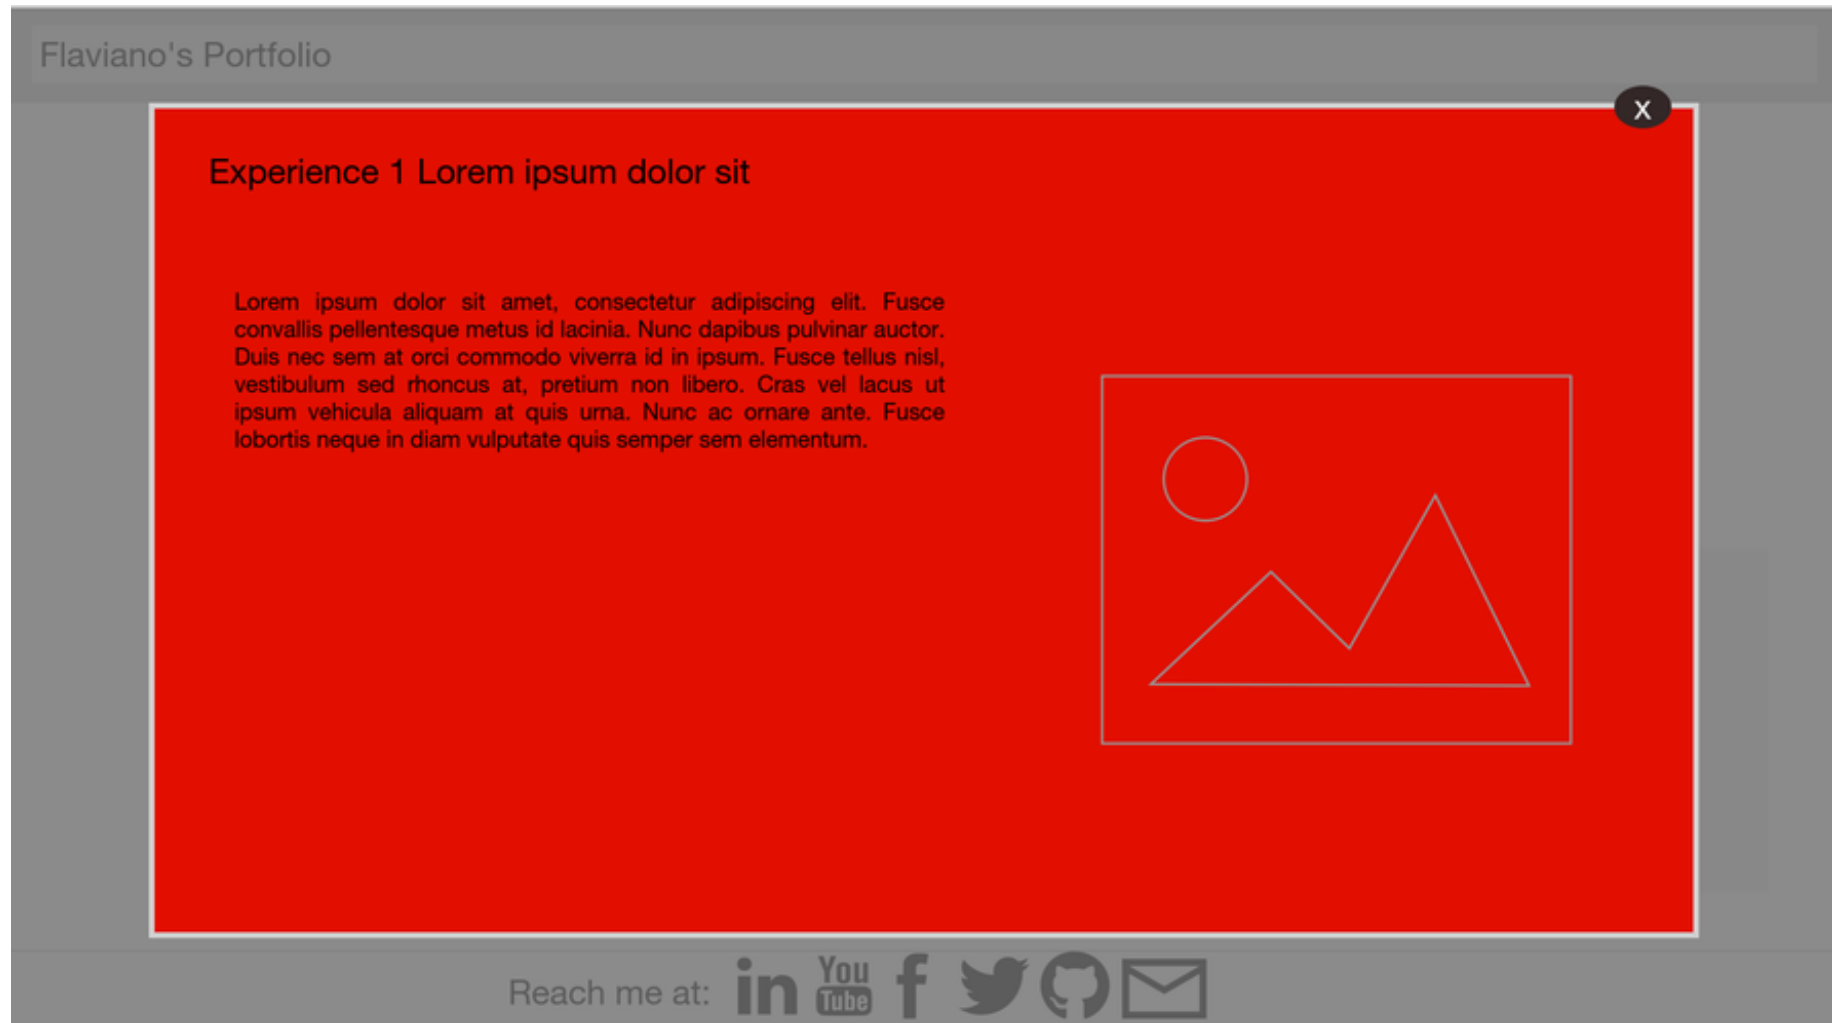 Flaviano's Portfolio
X
Experience 1 Lorem ipsum dolor sit
Lorem ipsum dolor sit amet, consectetur adipiscing elit. Fusce
convallis pellentesque metus id lacinia. Nunc dapibus pulvinar auctor.
Duis nec sem at orci commodo viverra id in ipsum. Fusce tellus nisl,
vestibulum sed rhoncus at, pretium non libero. Cras vel lacus ut
ipsum vehicula aliquam at quis urna. Nunc ac ornare ante. Fusce
lobortis neque in diam vulputate quis semper sem elementum.
Reach me at: in You Tube f